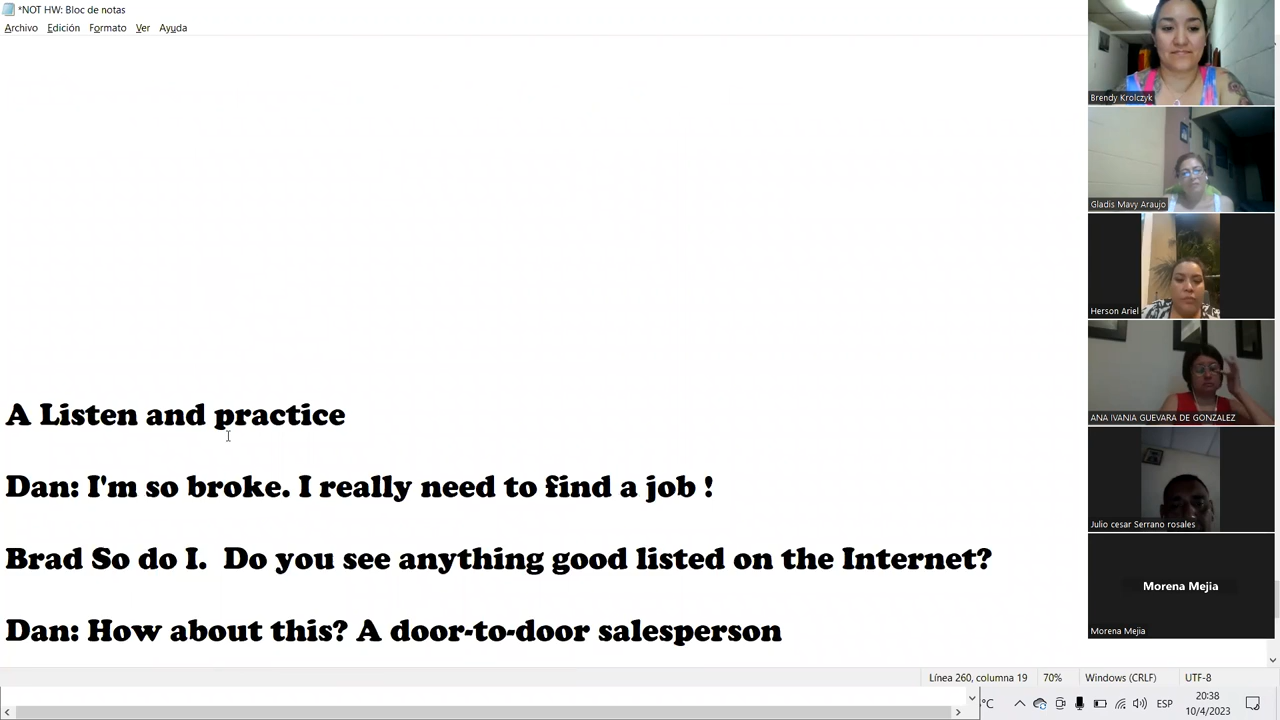 *NOT HW: Bloc de notas
Archivo Edición Formato Ver Ayuda
Brendy Krolczyk
Gladis Mavy Araujo
Herson Ariel
ANA IVANIA GUEVARA DE GONZALEZ
Julio cesar Serrano rosales
Morena Mejia
Morena Mejia
A Listen and practice
Dan: I'm so broke. I really need to find a job !
Brad So do I.  Do you see anything good listed on the Internet?
Dan: How about this? A door-to-door salesperson
Línea 260, columna 19 70% Windows (CRLF) UTF-8
°C ESP 20:38
10/4/2023